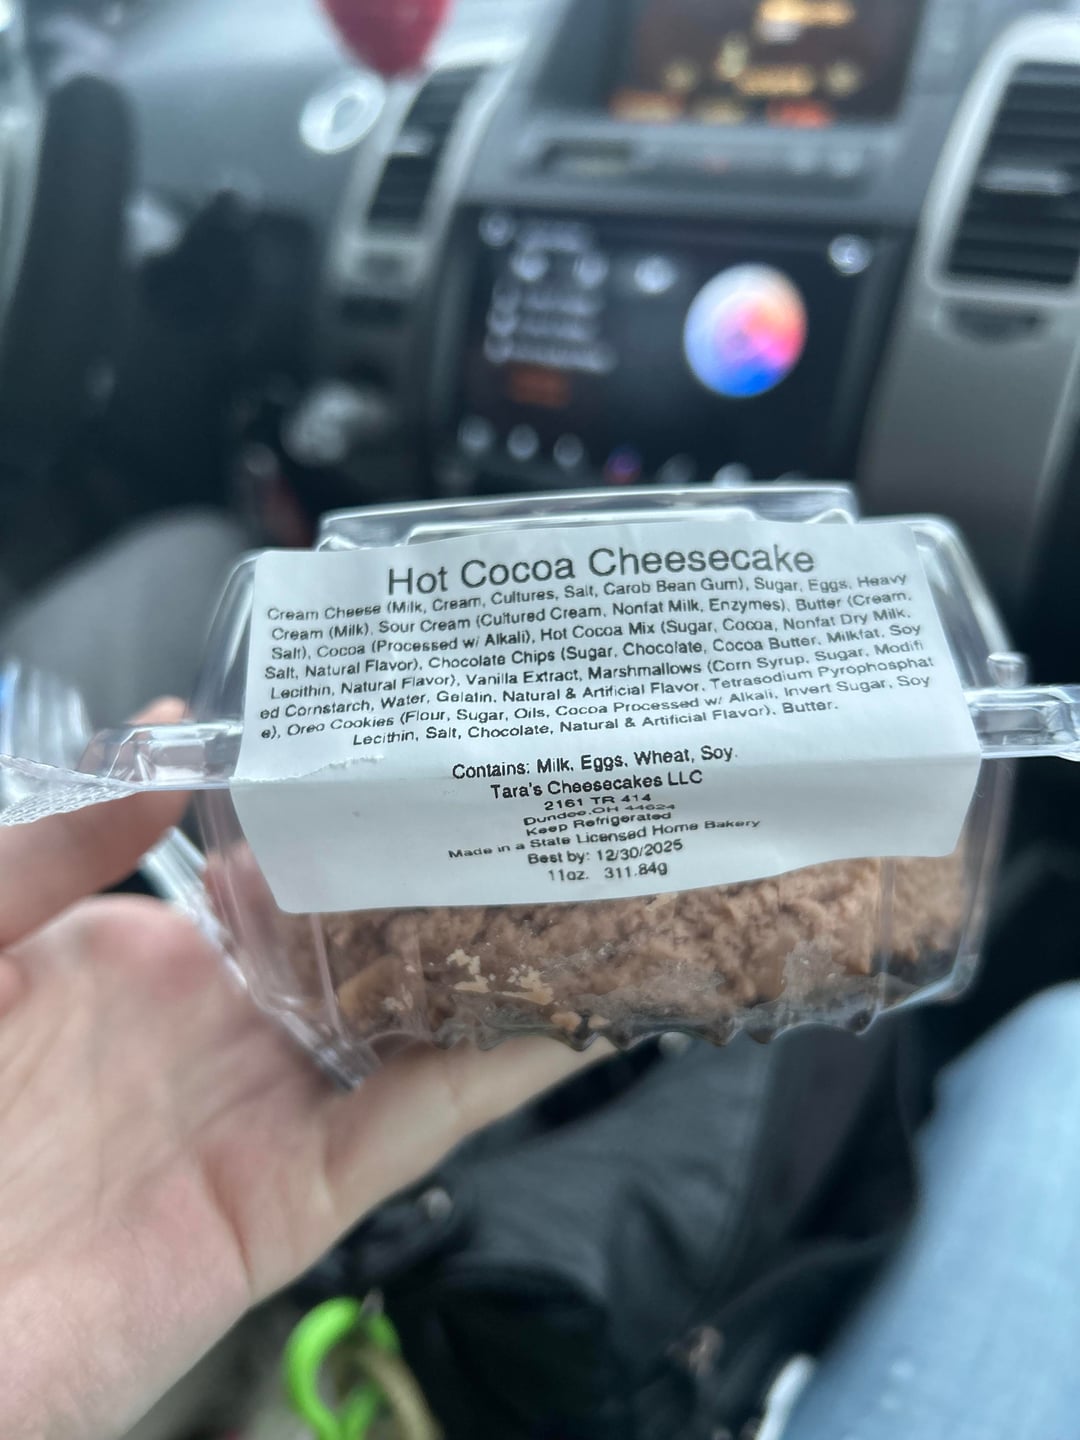 Hot Cocoa Cheesecake
Cream Cheese (Milk, Cream, Cultures, Salt, Carob Bean Gum), Sugar, Eggs, Heavy
Cream (Milk), Sour Cream (Cultured Cream, Nonfat Milk, Enzymes), Butter (Cream,
Salt), Cocoa (Processed w/ Alkali), Hot Cocoa Mix (Sugar, Cocoa, Nonfat Dry Milk,
Salt, Natural Flavor), Chocolate Chips (Sugar, Chocolate, Cocoa Butter, Milkfat, Soy
Lecithin, Natural Flavor), Vanilla Extract, Marshmallows (Corn Syrup, Sugar, Modifi
ed Cornstarch, Water, Gelatin, Natural & Artificial Flavor, Tetrasodium Pyrophosphat
e), Oreo Cookies (Flour, Sugar, Oils, Cocoa Processed w/ Alkali, Invert Sugar, Soy
Lecithin, Salt, Chocolate, Natural & Artificial Flavor), Butter.
Contains: Milk, Eggs, Wheat, Soy.
Tara's Cheesecakes LLC
2161 TR 414
Dundee, OH 44624
Keep Refrigerated
Made in a State Licensed Home Bakery
Best by: 12/30/2025
11oz. 311.84g